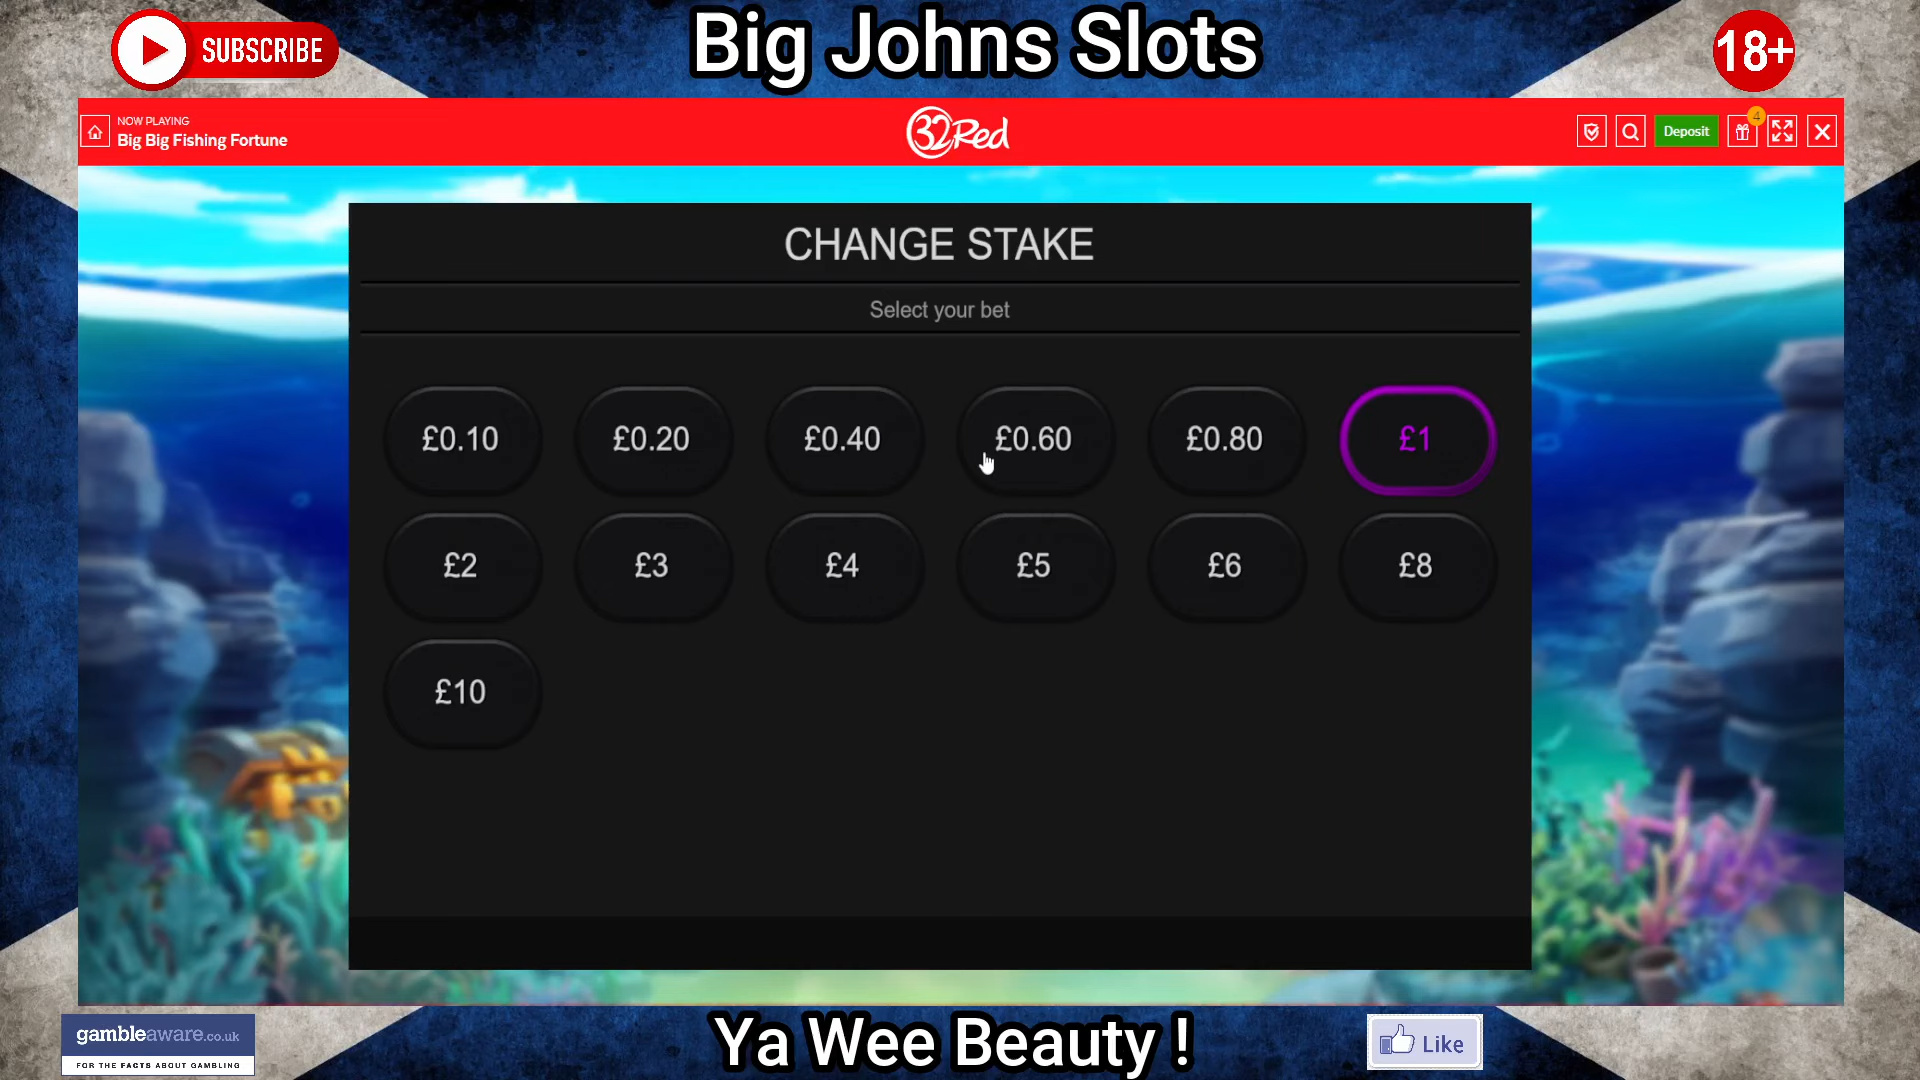 SUBSCRIBE
Big Johns Slots
18+
NOW PLAYING
Big Big Fishing Fortune
32Red
Deposit
4
CHANGE STAKE
Select your bet
£0.10 £0.20 £0.40 £0.60 £0.80 £1
£2 £3 £4 £5 £6 £8
£10
gambleaware.co.uk
FOR THE FACTS ABOUT GAMBLING
Ya Wee Beauty !
Like